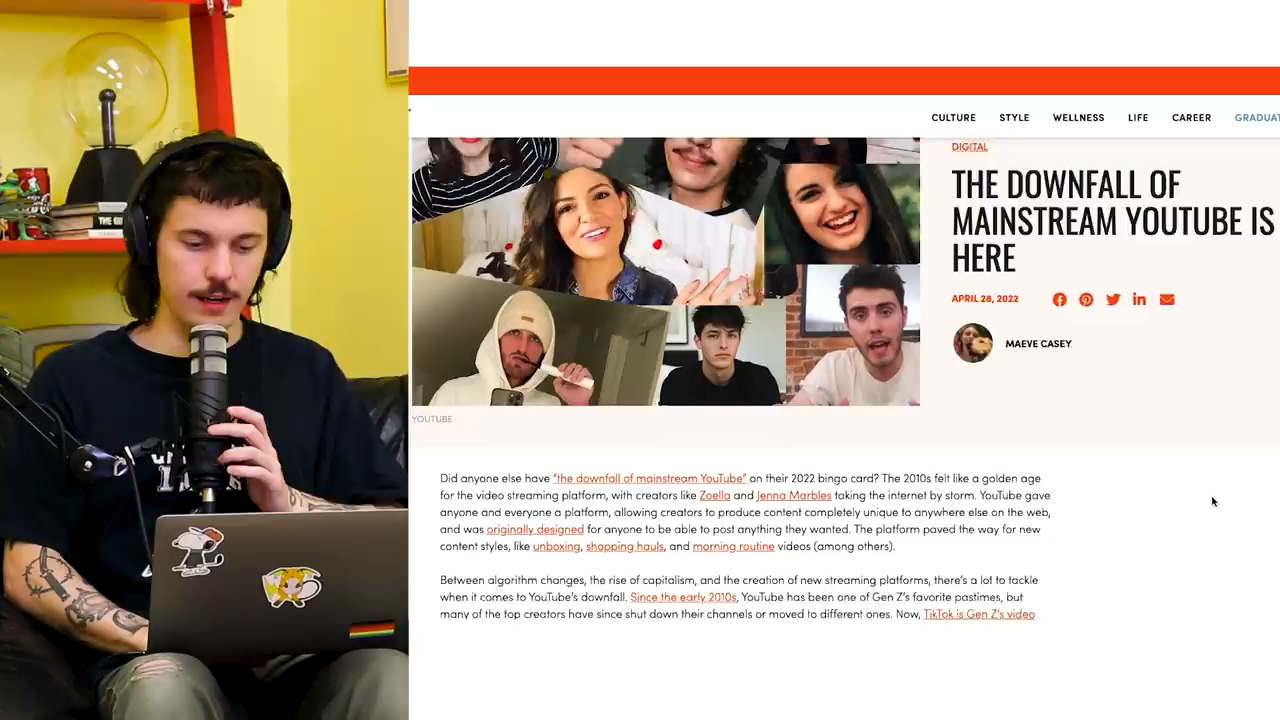 CULTURE STYLE WELLNESS LIFE CAREER GRADUAT
DIGITAL
THE DOWNFALL OF
MAINSTREAM YOUTUBE IS
HERE
APRIL 28, 2022
MAEVE CASEY
YOUTUBE
Did anyone else have “the downfall of mainstream YouTube” on their 2022 bingo card? The 2010s felt like a golden age
for the video streaming platform, with creators like Zoella and Jenna Marbles taking the internet by storm. YouTube gave
anyone and everyone a platform, allowing creators to produce content completely unique to anywhere else on the web,
and was originally designed for anyone to be able to post anything they wanted. The platform paved the way for new
content styles, like unboxing, shopping hauls, and morning routine videos (among others).
Between algorithm changes, the rise of capitalism, and the creation of new streaming platforms, there’s a lot to tackle
when it comes to YouTube’s downfall. Since the early 2010s, YouTube has been one of Gen Z’s favorite pastimes, but
many of the top creators have since shut down their channels or moved to different ones. Now, TikTok is Gen Z’s video